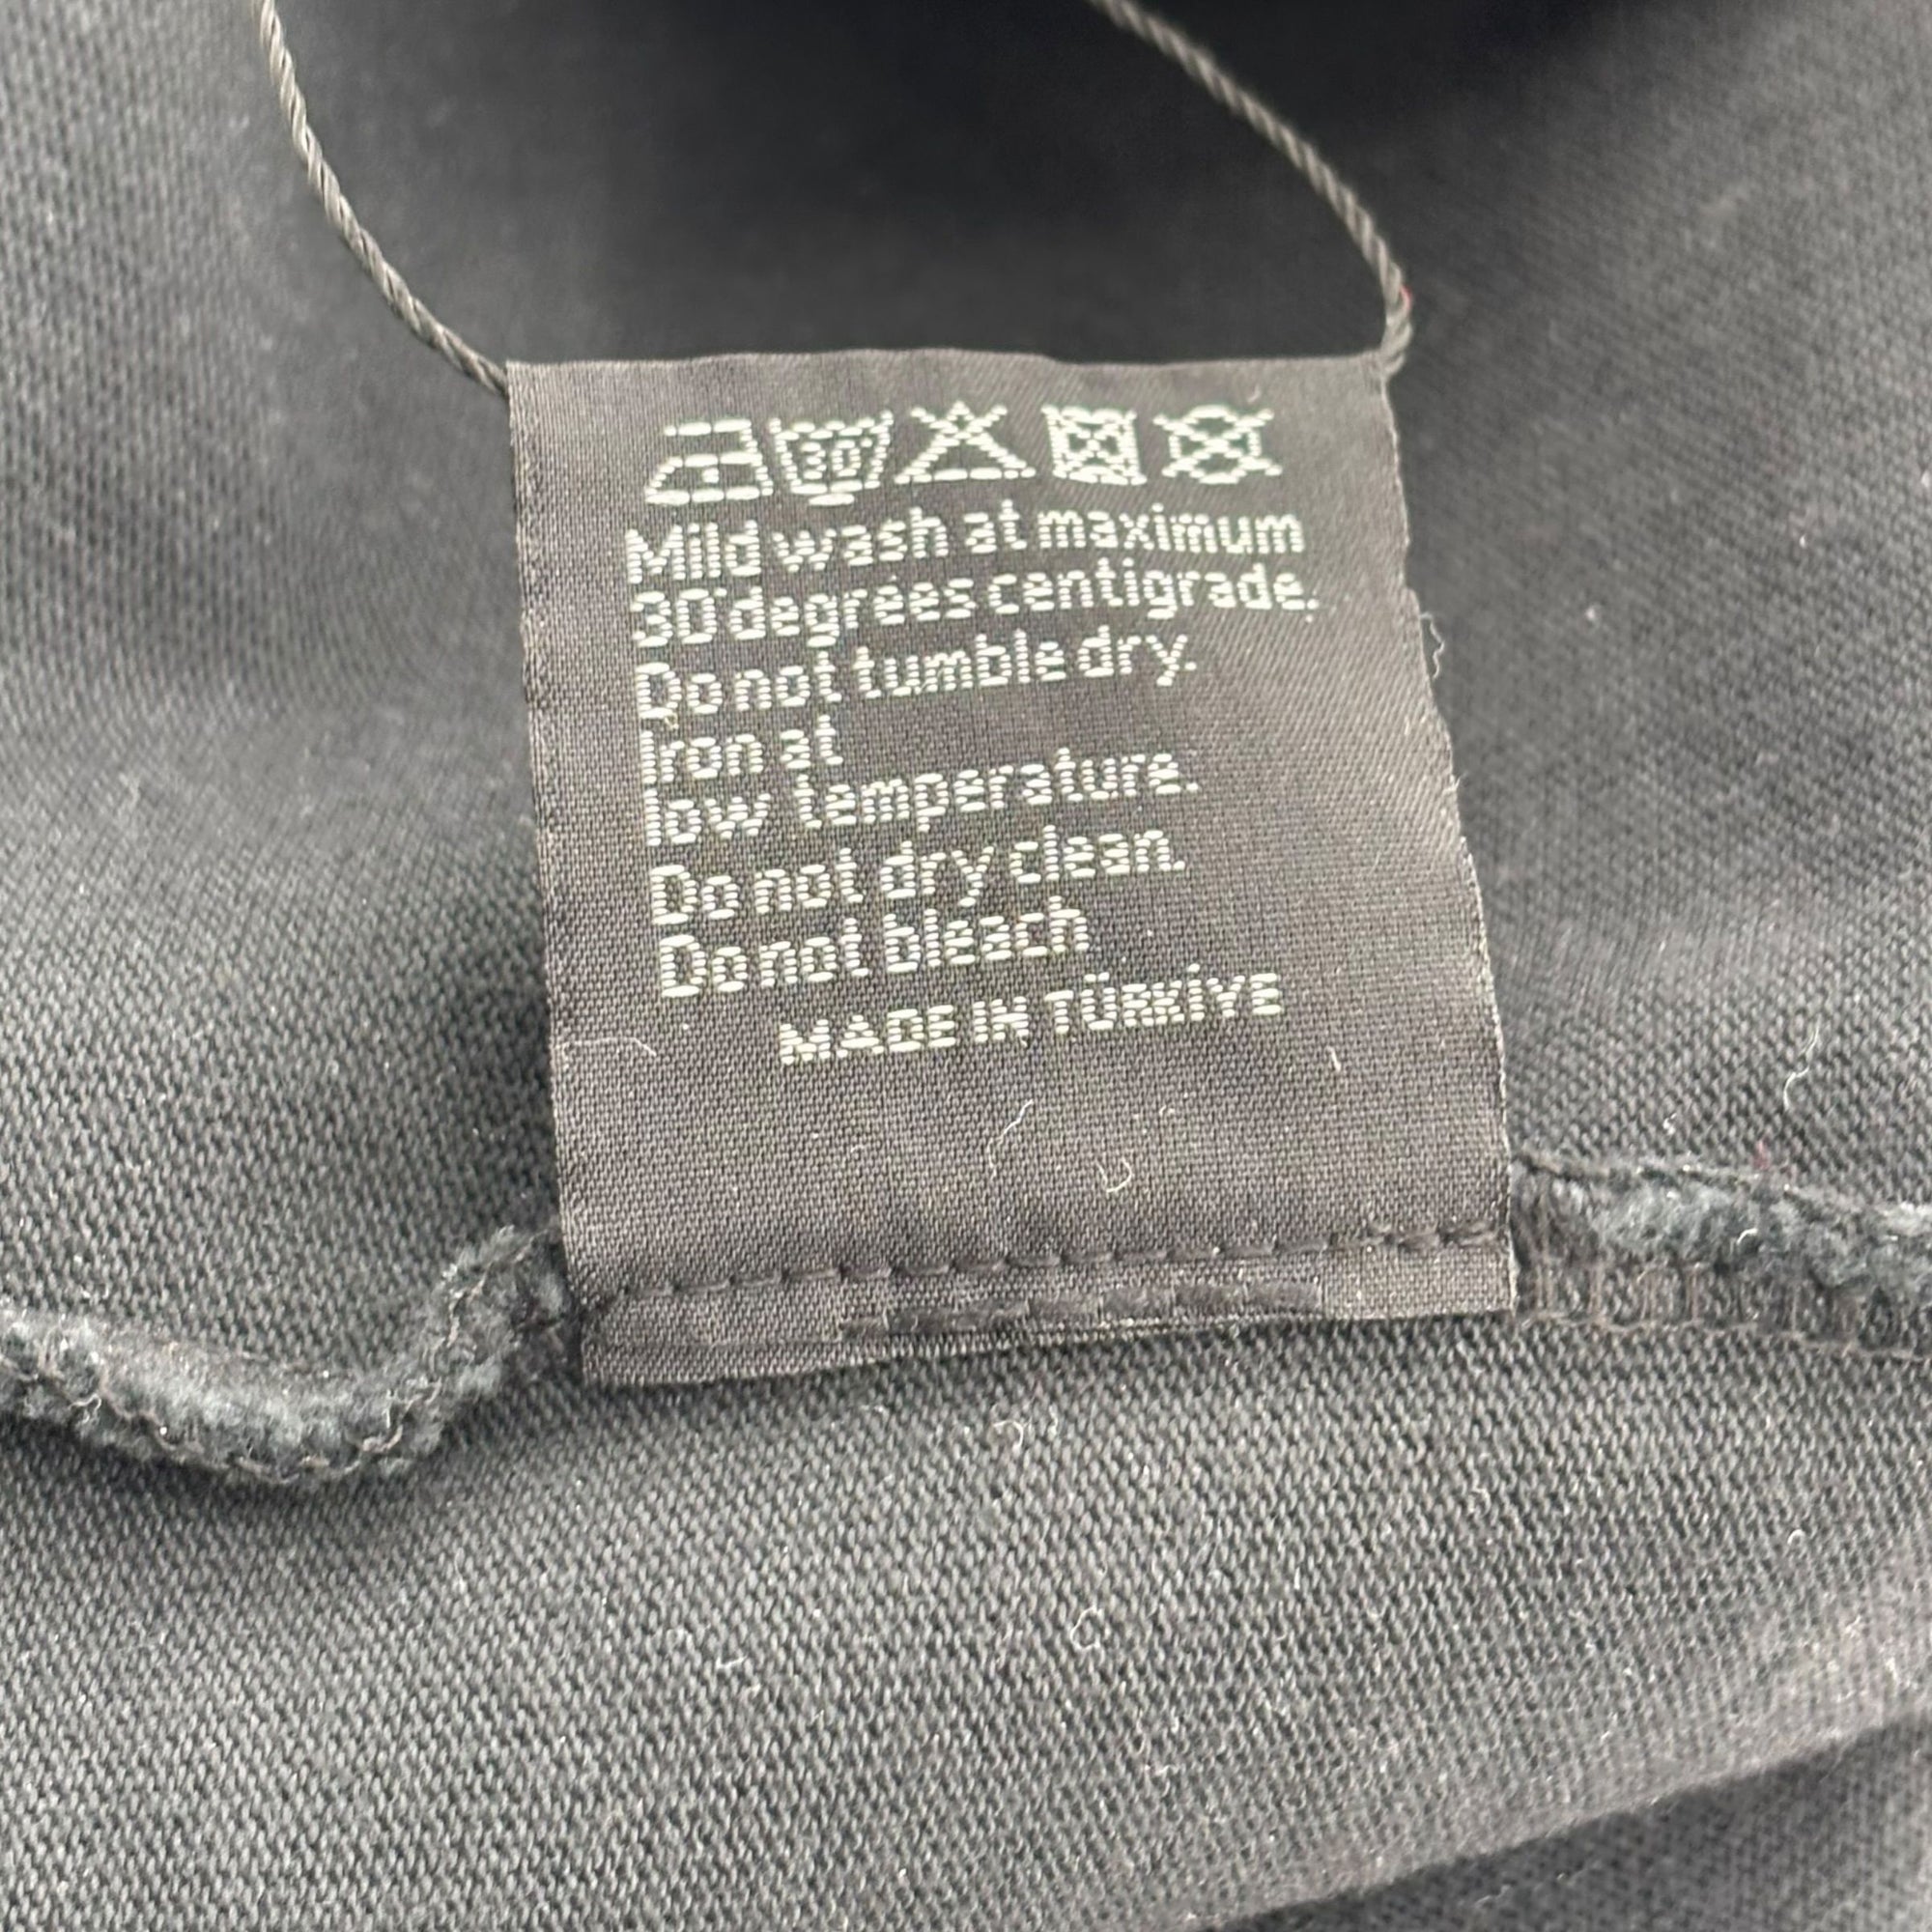 30°
Mild wash at maximum
30°degrees centigrade.
Do not tumble dry.
Iron at
low temperature.
Do not dry clean.
Do not bleach
MADE IN TÜRKİYE